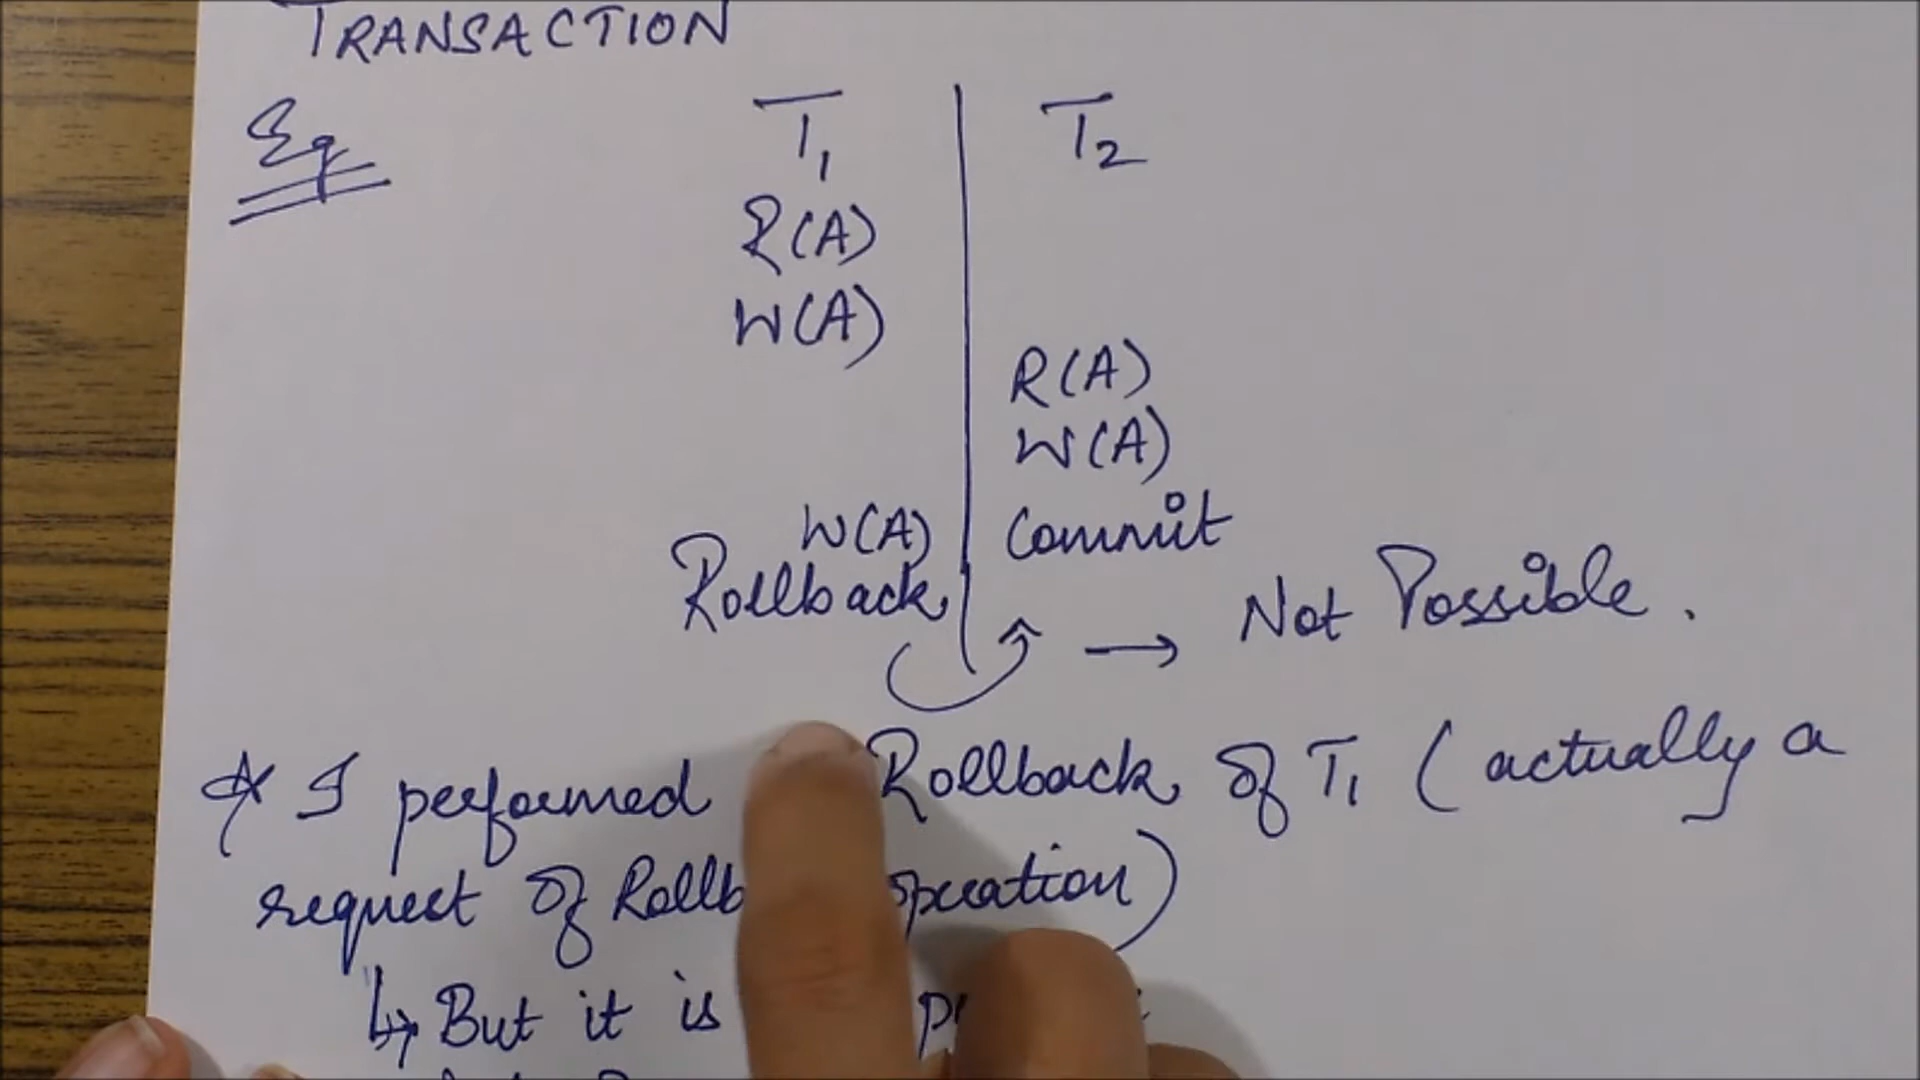 TRANSACTION
Eg
T1 T2
R(A)
W(A)
R(A)
W(A)
W(A) Commit
Rollback → Not Possible.
* I performed Rollback of T1 (actually a
request of Rollb operation)
↳ But it is